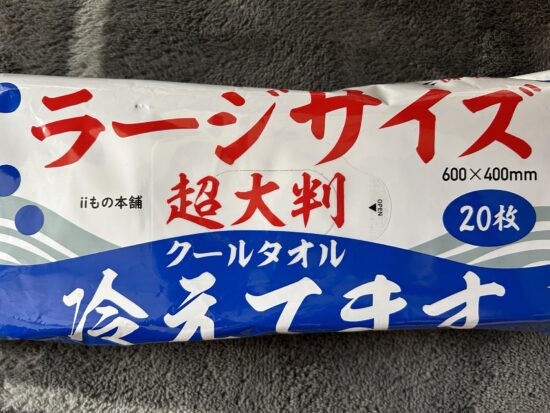 ラージサイズ
600×400mm
iiもの本舗
超大判
OPEN
20枚
クールタオル
冷えてます